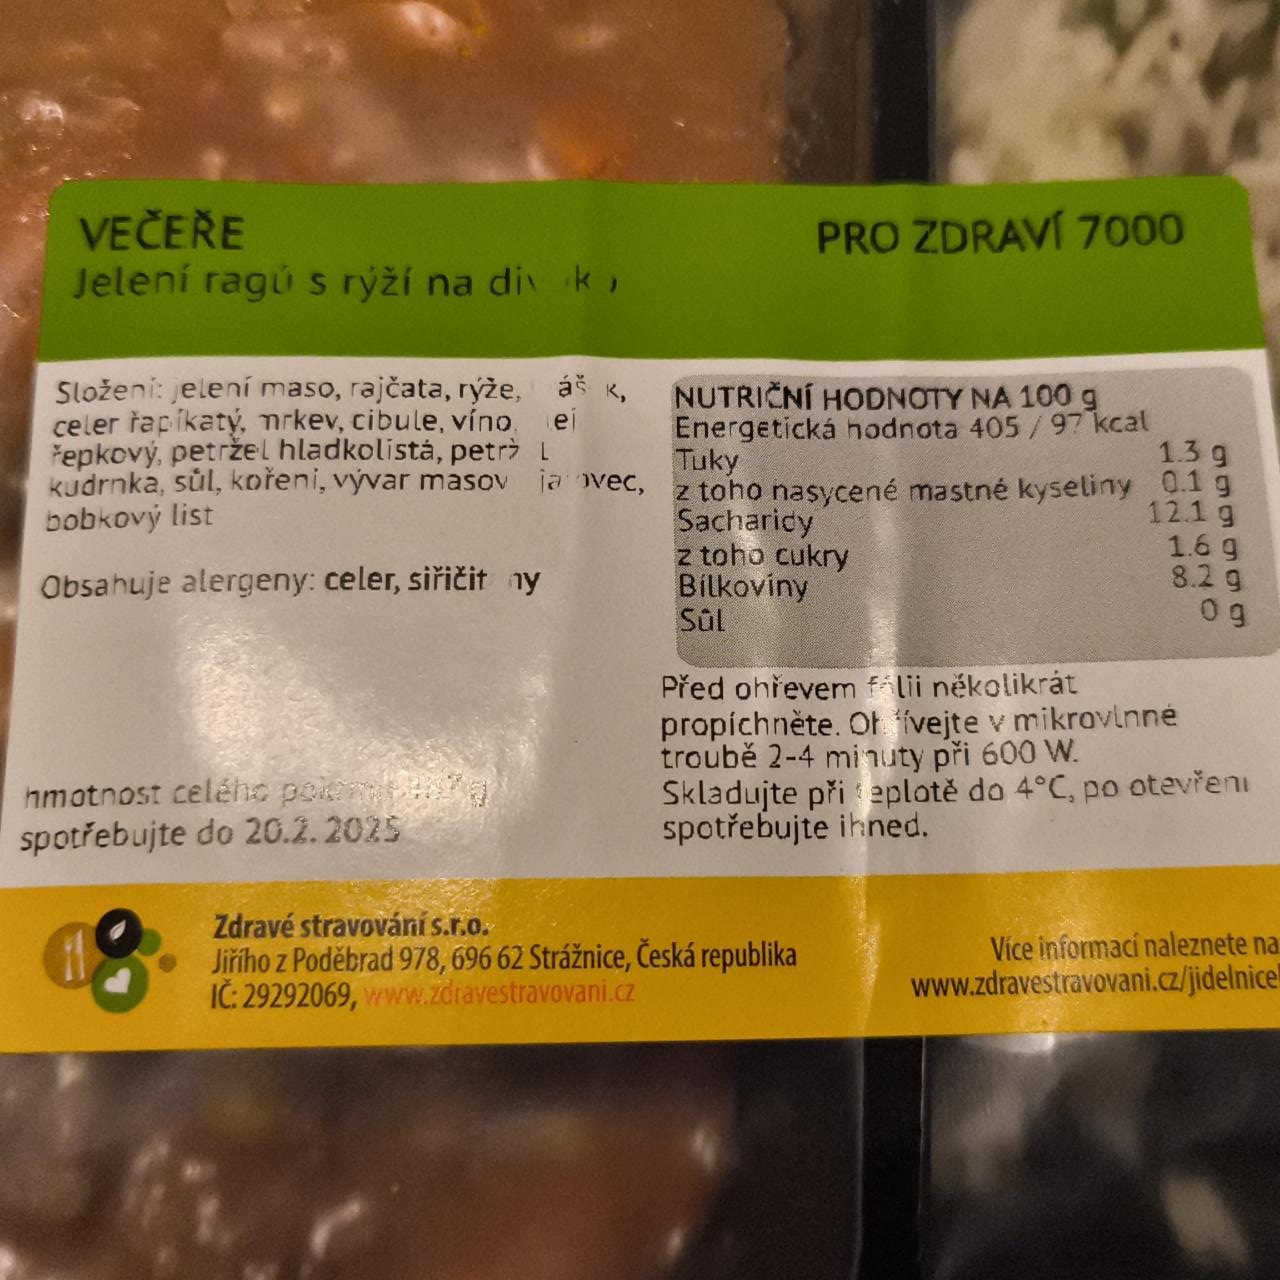 VEČEŘE
PRO ZDRAVÍ 7000
Jelení ragú s rýží na
Složení: jelení maso, rajčata, rýže,
celer řapíkatý, mrkev, cibule, víno,
řepkový, petržel hladkolistá,
kudrnka, sůl, koření, vývar
bobkový list
Obsahuje alergeny: celer,
hmotnost celého
spotřebujte do 20.2.2025
NUTRIČNÍ HODNOTY NA 100 g
Energetická hodnota 405 / 97 kcal
Tuky 1.3 g
z toho nasycené mastné kyseliny 0.1 g
Sacharidy 12.1 g
z toho cukry 1.6 g
Bílkoviny 8.2 g
Sůl 0 g
Před ohřevem fólii několikrát
propíchněte. Ohřívejte v mikrovlnné
troubě 2-4 minuty při 600 W.
Skladujte při teplotě do 4°C, po otevření
spotřebujte ihned.
Zdravé stravování s.r.o.
Jiřího z Poděbrad 978, 696 62 Strážnice, Česká republika
IČ: 29292069, www.zdravestravovani.cz
Více informací naleznete na
www.zdravestravovani.cz/jidelnice